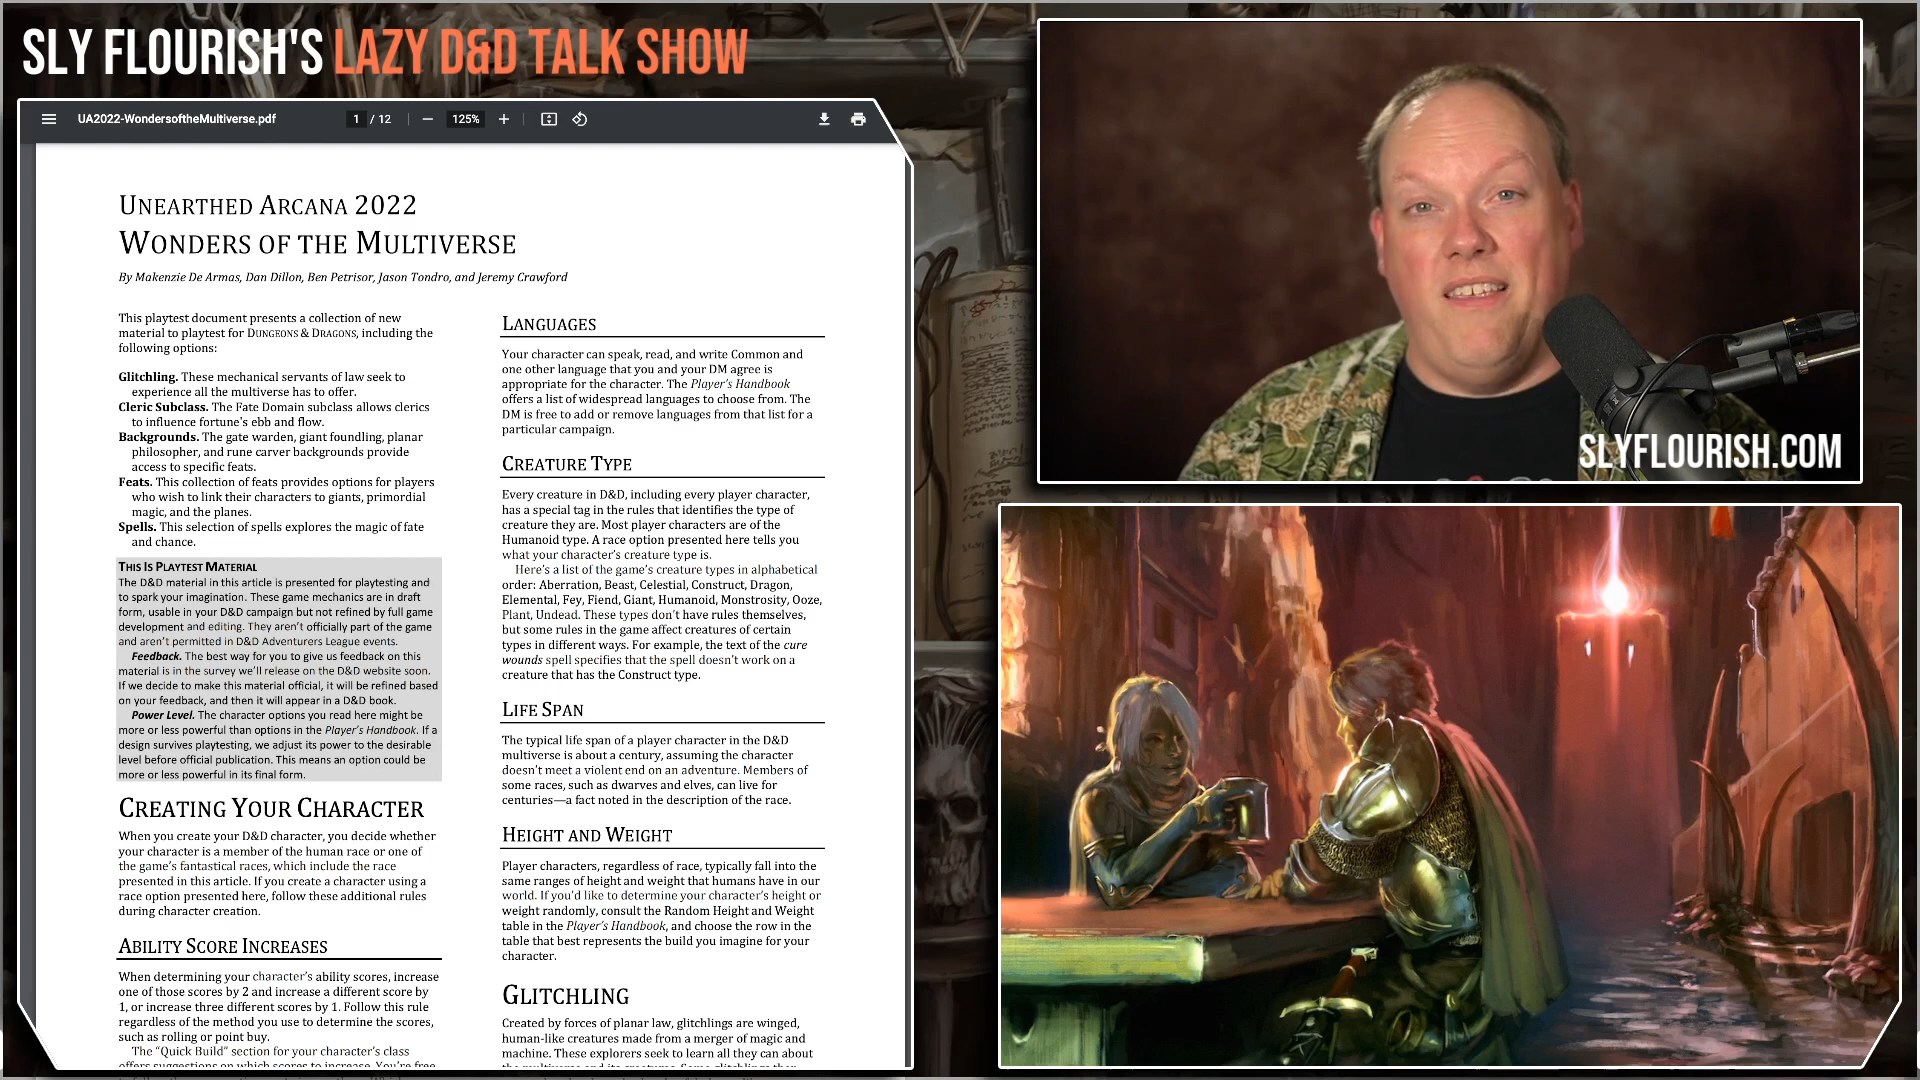 SLY FLOURISH'S LAZY D&D TALK SHOW
UA2022-WondersoftheMultiverse.pdf
1 / 12
125%
UNEARTHED ARCANA 2022
WONDERS OF THE MULTIVERSE
By Makenzie De Armas, Dan Dillon, Ben Petrisor, Jason Tondro, and Jeremy Crawford
This playtest document presents a collection of new
material to playtest for DUNGEONS & DRAGONS, including the
following options:
Glitchling. These mechanical servants of law seek to
experience all the multiverse has to offer.
Cleric Subclass. The Fate Domain subclass allows clerics
to influence fortune's ebb and flow.
Backgrounds. The gate warden, giant foundling, planar
philosopher, and rune carver backgrounds provide
access to specific feats.
Feats. This collection of feats provides options for players
who wish to link their characters to giants, primordial
magic, and the planes.
Spells. This selection of spells explores the magic of fate
and chance.
THIS IS PLAYTEST MATERIAL
The D&D material in this article is presented for playtesting and
to spark your imagination. These game mechanics are in draft
form, usable in your D&D campaign but not refined by full game
development and editing. They aren't officially part of the game
and aren't permitted in D&D Adventurers League events.
Feedback. The best way for you to give us feedback on this
material is in the survey we'll release on the D&D website soon.
If we decide to make this material official, it will be refined based
on your feedback, and then it will appear in a D&D book.
Power Level. The character options you read here might be
more or less powerful than options in the Player's Handbook. If a
design survives playtesting, we adjust its power to the desirable
level before official publication. This means an option could be
more or less powerful in its final form.
CREATING YOUR CHARACTER
When you create your D&D character, you decide whether
your character is a member of the human race or one of
the game's fantastical races, which include the race
presented in this article. If you create a character using a
race option presented here, follow these additional rules
during character creation.
ABILITY SCORE INCREASES
When determining your character's ability scores, increase
one of those scores by 2 and increase a different score by
1, or increase three different scores by 1. Follow this rule
regardless of the method you use to determine the scores,
such as rolling or point buy.
The "Quick Build" section for your character's class
offers suggestions on which scores to increase. You're free
LANGUAGES
Your character can speak, read, and write Common and
one other language that you and your DM agree is
appropriate for the character. The Player's Handbook
offers a list of widespread languages to choose from. The
DM is free to add or remove languages from that list for a
particular campaign.
CREATURE TYPE
Every creature in D&D, including every player character,
has a special tag in the rules that identifies the type of
creature they are. Most player characters are of the
Humanoid type. A race option presented here tells you
what your character's creature type is.
Here's a list of the game's creature types in alphabetical
order: Aberration, Beast, Celestial, Construct, Dragon,
Elemental, Fey, Fiend, Giant, Humanoid, Monstrosity, Ooze,
Plant, Undead. These types don't have rules themselves,
but some rules in the game affect creatures of certain
types in different ways. For example, the text of the cure
wounds spell specifies that the spell doesn't work on a
creature that has the Construct type.
LIFE SPAN
The typical life span of a player character in the D&D
multiverse is about a century, assuming the character
doesn't meet a violent end on an adventure. Members of
some races, such as dwarves and elves, can live for
centuries—a fact noted in the description of the race.
HEIGHT AND WEIGHT
Player characters, regardless of race, typically fall into the
same ranges of height and weight that humans have in our
world. If you'd like to determine your character's height or
weight randomly, consult the Random Height and Weight
table in the Player's Handbook, and choose the row in the
table that best represents the build you imagine for your
character.
GLITCHLING
Created by forces of planar law, glitchlings are winged,
human-like creatures made from a merger of magic and
machine. These explorers seek to learn all they can about
SLYFLOURISH.COM